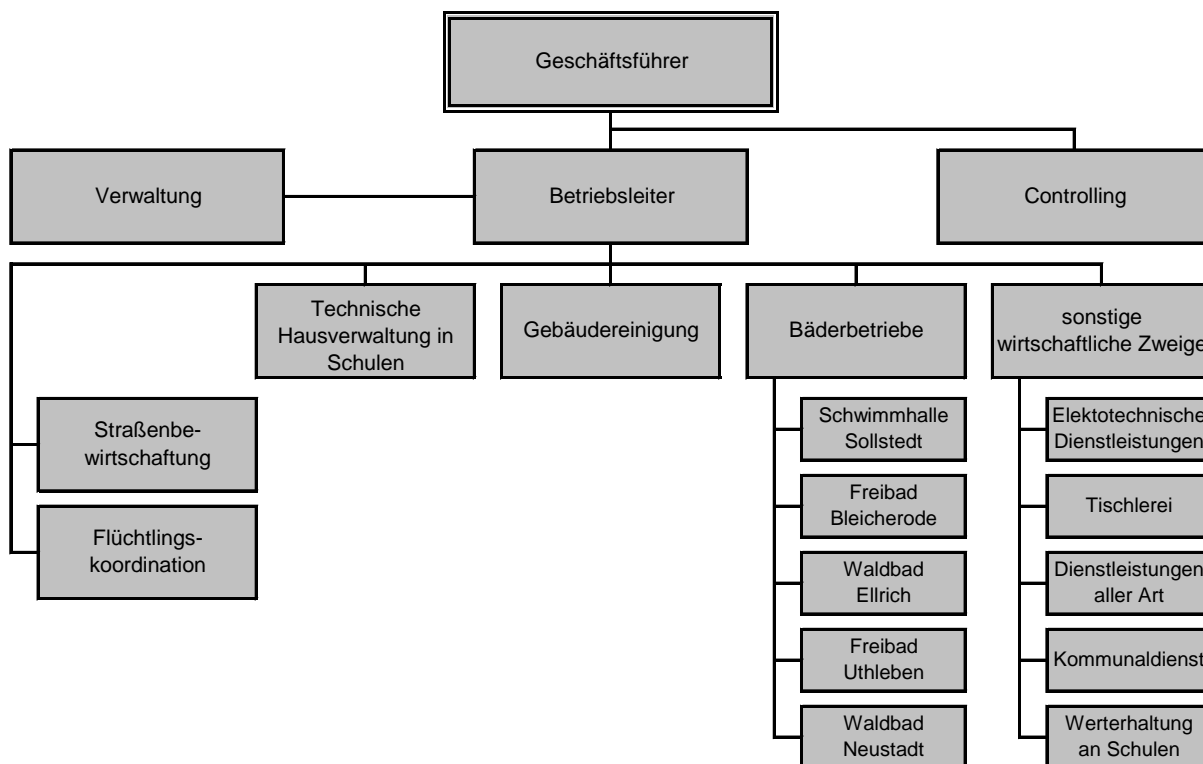 Geschäftsführer
Verwaltung
Betriebsleiter
Controlling
Technische
Hausverwaltung in
Schulen
Gebäudereinigung
Bäderbetriebe
sonstige
wirtschaftliche Zweige
Straßenbe-
wirtschaftung
Flüchtlings-
koordination
Schwimmhalle
Sollstedt
Freibad
Bleicherode
Waldbad
Ellrich
Freibad
Uthleben
Waldbad
Neustadt
Elektotechnische
Dienstleistungen
Tischlerei
Dienstleistungen
aller Art
Kommunaldienst
Werterhaltung
an Schulen